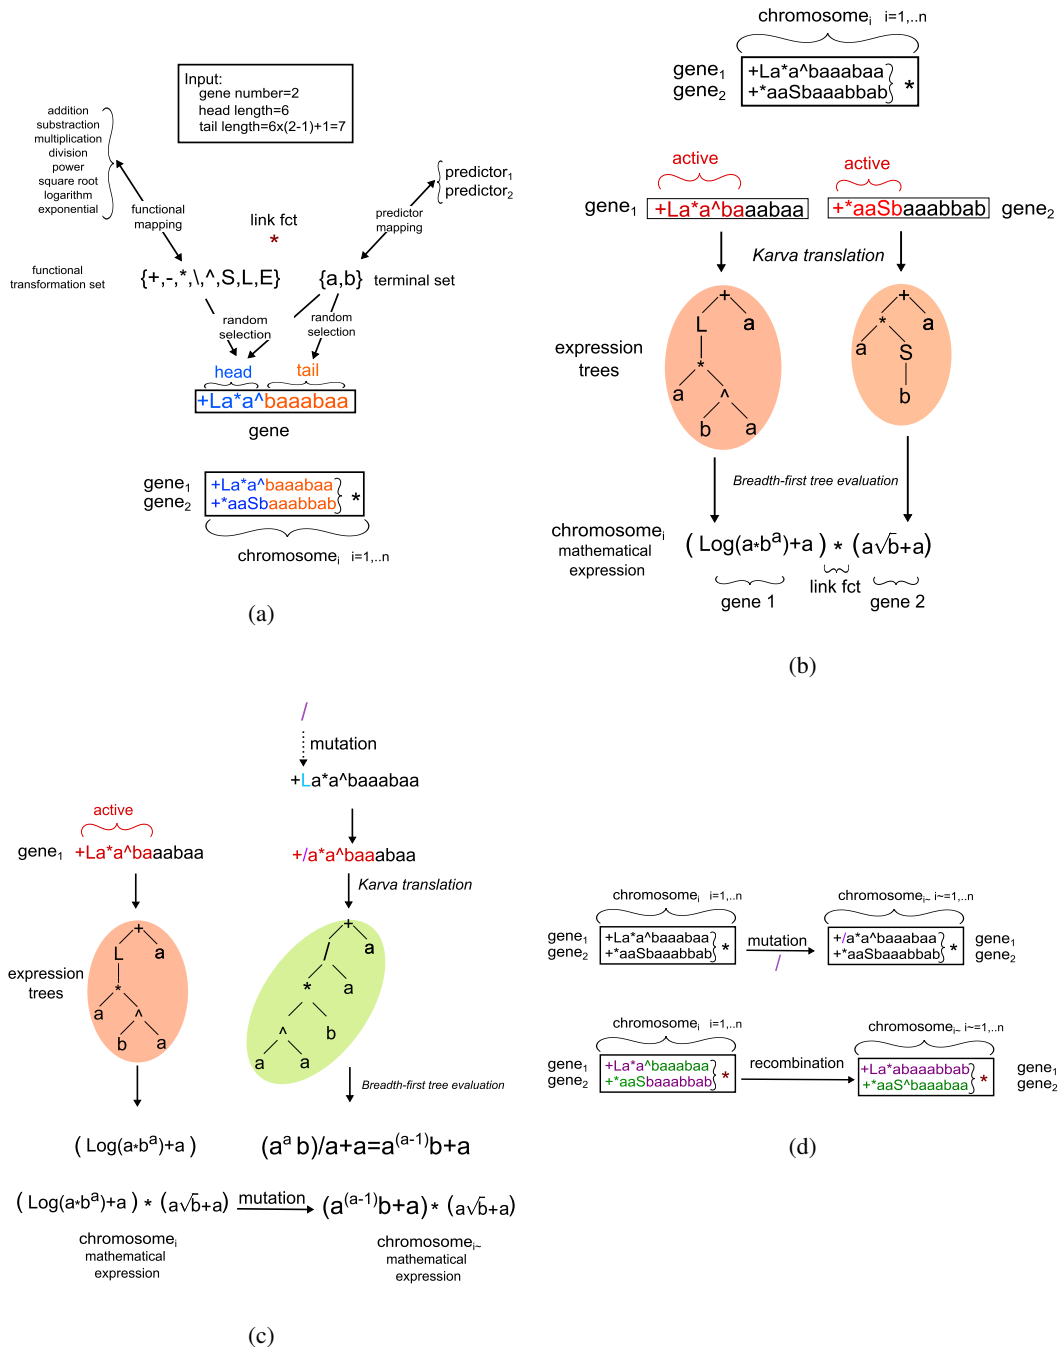 Input:
gene number=2
head length=6
tail length=6x(2-1)+1=7
addition
substraction
multiplication
division
power
square root
logarithm
exponential
functional
mapping
link fct
*
predictor
mapping
predictor1
predictor2
functional
transformation set
{+,-,*,\,^,S,L,E}
{a,b}
terminal set
random
selection
random
selection
head
tail
+La*a^baaabaa
gene
gene1
gene2
+La*a^baaabaa
+*aaSbaaabbab
*
chromosomei i=1,..n
(a)
chromosomei i=1,..n
gene1
gene2
+La*a^baaabaa
+*aaSbaaabbab
*
active
active
gene1
+La*a^baaabaa
+*aaSbaaabbab
gene2
Karva translation
expression
trees
+
L
a
*
a
^
b
a
+
*
a
a
S
b
Breadth-first tree evaluation
chromosomei
mathematical
expression
(Log(a*b^a)+a) * (a√b+a)
gene 1
link fct
gene 2
(b)
/
mutation
+La*a^baaabaa
active
gene1
+La*a^baaabaa
+/a*a^baaabaa
Karva translation
expression
trees
+
L
a
*
a
^
b
a
+
/
a
*
a
^
b
a
a
Breadth-first tree evaluation
(Log(a*b^a)+a)
(a^a b)/a+a=a^(a-1)b+a
(Log(a*b^a)+a) * (a√b+a)
mutation
(a^(a-1)b+a) * (a√b+a)
chromosomei
mathematical
expression
chromosomei~
mathematical
expression
(c)
chromosomei i=1,..n
gene1
gene2
+La*a^baaabaa
+*aaSbaaabbab
*
mutation
/
chromosomei~ i~=1,..n
+/a*a^baaabaa
+*aaSbaaabbab
*
gene1
gene2
chromosomei i=1,..n
gene1
gene2
+La*a^baaabaa
+*aaSbaaabbab
*
recombination
chromosomei~ i~=1,..n
+La*abaaabbab
+*aaS^baaabaa
*
gene1
gene2
(d)